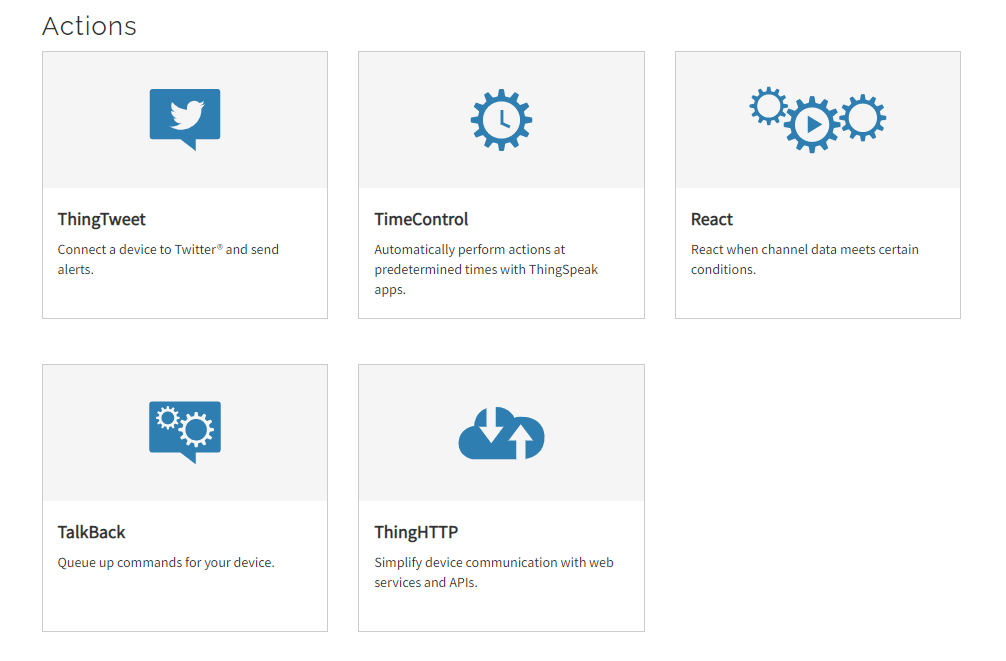 Actions
ThingTweet
Connect a device to Twitter® and send
alerts.
TimeControl
Automatically perform actions at
predetermined times with ThingSpeak
apps.
React
React when channel data meets certain
conditions.
TalkBack
Queue up commands for your device.
ThingHTTP
Simplify device communication with web
services and APIs.